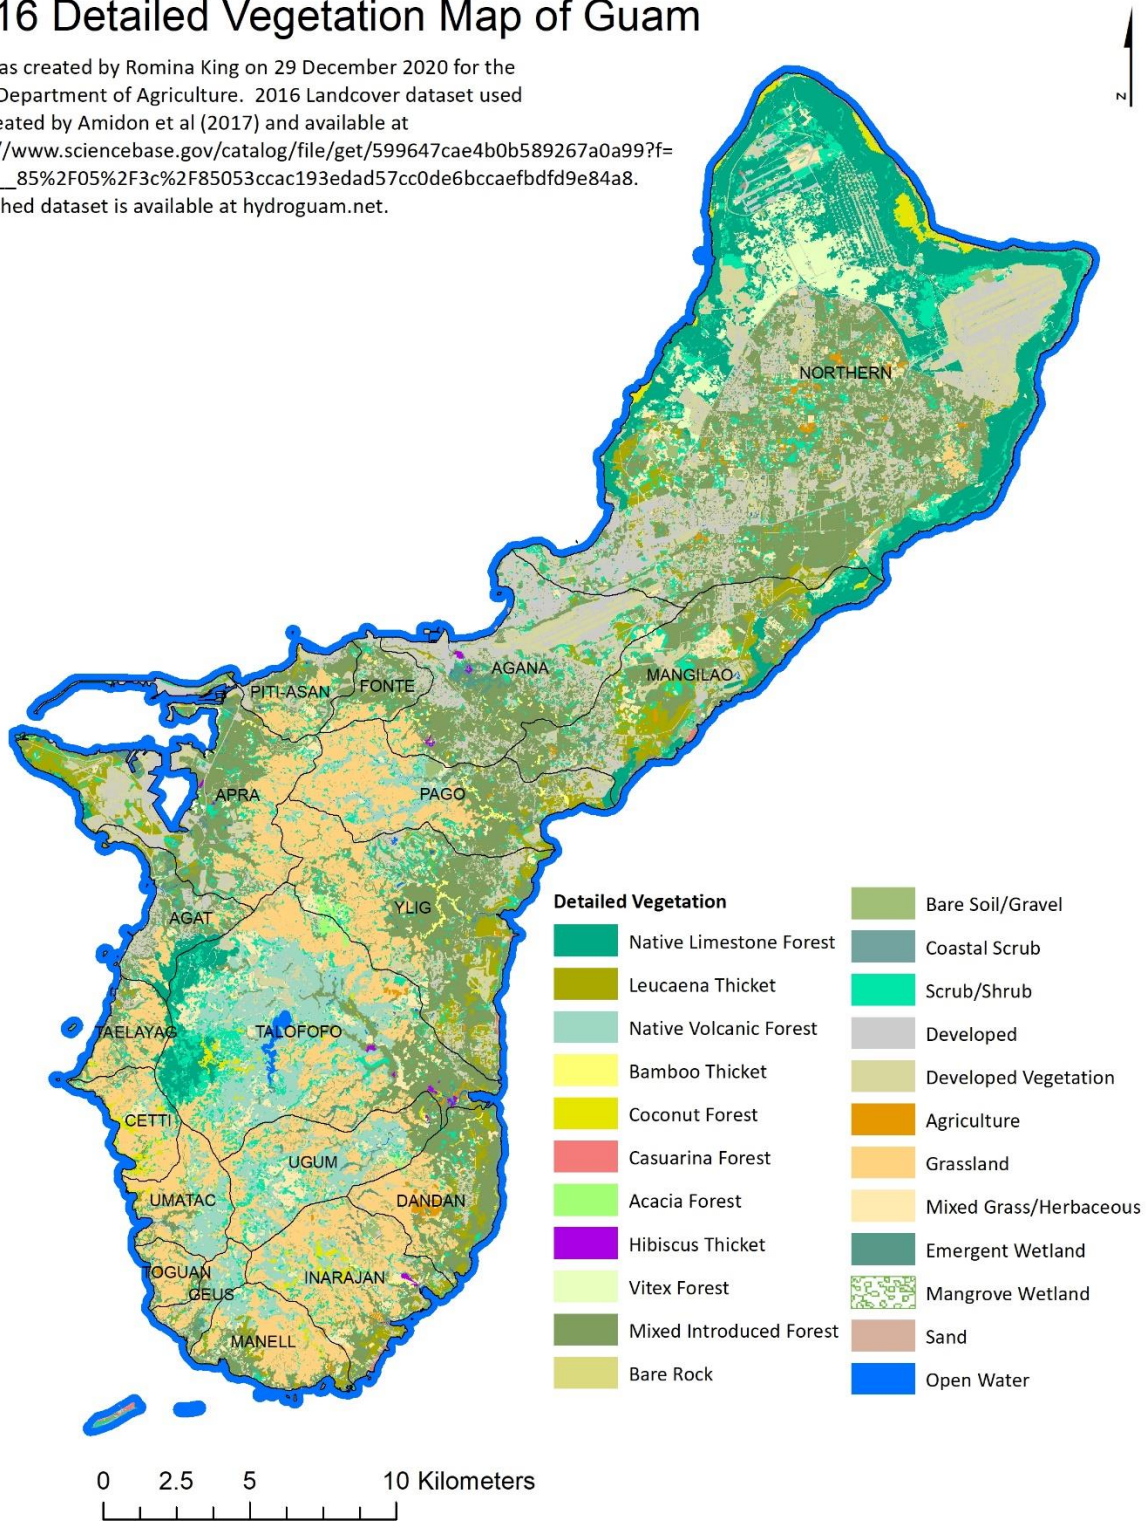 16 Detailed Vegetation Map of Guam
as created by Romina King on 29 December 2020 for the
Department of Agriculture. 2016 Landcover dataset used
eated by Amidon et al (2017) and available at
//www.sciencebase.gov/catalog/file/get/599647cae4b0b589267a0a99?f=
__85%2F05%2F3c%2F85053ccac193edad57cc0de6bccaefbdfd9e84a8.
hed dataset is available at hydroguam.net.
N
NORTHERN
AGANA
MANGILAO
PITI-ASAN
FONTE
APRA
PAGO
AGAT
YLIG
TAELAYAG
TALOFOFO
CETTI
UGUM
UMATAC
DANDAN
TOGUAN
GEUS
INARAJAN
MANELL
Detailed Vegetation
Native Limestone Forest
Leucaena Thicket
Native Volcanic Forest
Bamboo Thicket
Coconut Forest
Casuarina Forest
Acacia Forest
Hibiscus Thicket
Vitex Forest
Mixed Introduced Forest
Bare Rock
Bare Soil/Gravel
Coastal Scrub
Scrub/Shrub
Developed
Developed Vegetation
Agriculture
Grassland
Mixed Grass/Herbaceous
Emergent Wetland
Mangrove Wetland
Sand
Open Water
0 2.5 5 10 Kilometers